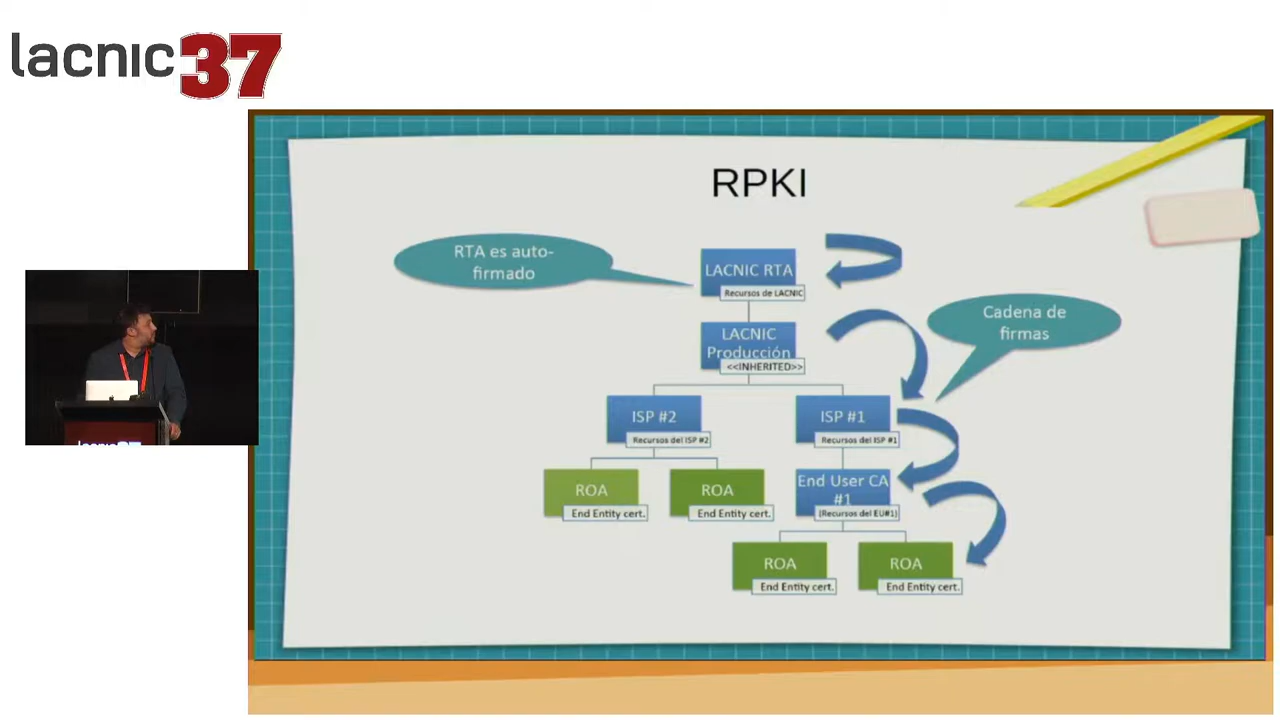 lacnic 37
RPKI
RTA es auto-
firmado
LACNIC RTA
Recursos de LACNIC
Cadena de
firmas
LACNIC
Producción
<<INHERITED>>
ISP #2
Recursos del ISP #2
ISP #1
Recursos del ISP #1
ROA
End Entity cert.
ROA
End Entity cert.
End User CA
#1
(Recursos del EU#1)
ROA
End Entity cert.
ROA
End Entity cert.